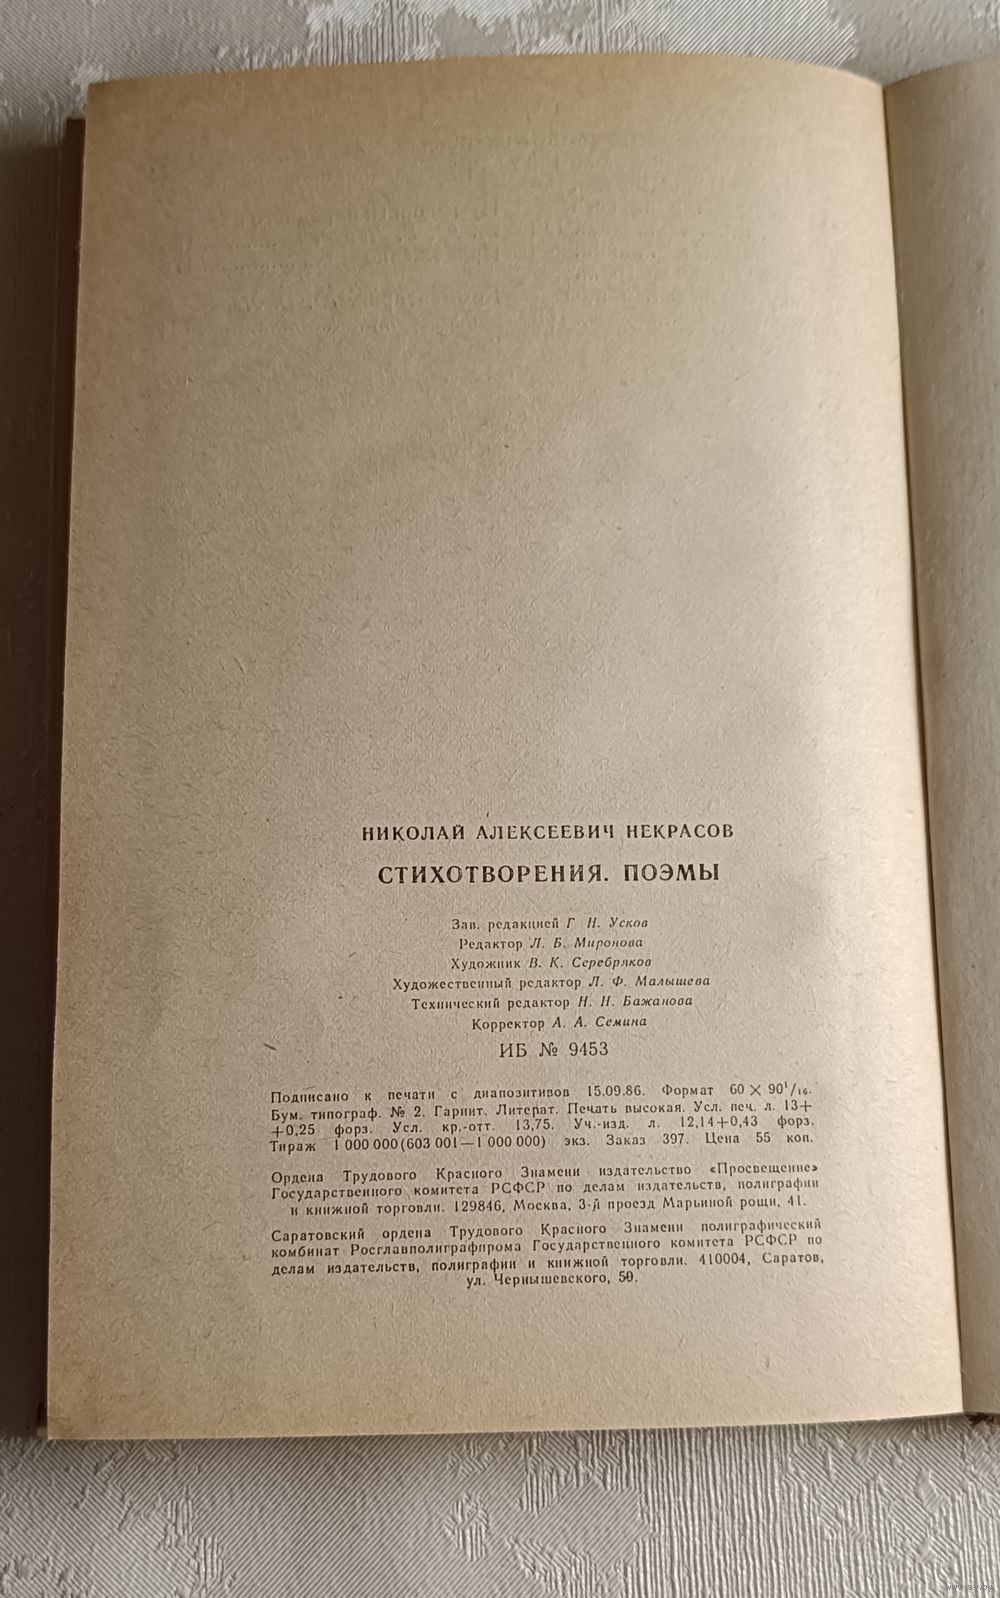 НИКОЛАЙ АЛЕКСЕЕВИЧ НЕКРАСОВ
СТИХОТВОРЕНИЯ. ПОЭМЫ
Зав. редакцией Г. Н. Усков
Редактор Л. Б. Миронова
Художник В. К. Серебряков
Художественный редактор Л. Ф. Малышева
Технический редактор Н. Н. Бажанова
Корректор А. А. Семина
ИБ № 9453
Подписано к печати с диапозитивов 15.09.86. Формат 60 × 90¹/₁₆.
Бум. типограф. № 2. Гарнит. Литерат. Печать высокая. Усл. печ. л. 13+
+0,25 форз. Усл. кр.-отт. 13,75. Уч.-изд. л. 12,14+0,43 форз.
Тираж 1 000 000 (603 001—1 000 000) экз. Заказ 397. Цена 55 коп.
Ордена Трудового Красного Знамени издательство «Просвещение»
Государственного комитета РСФСР по делам издательств, полиграфии
и книжной торговли. 129846, Москва, 3-й проезд Марьиной рощи, 41.
Саратовский ордена Трудового Красного Знамени полиграфический
комбинат Росглавполиграфпрома Государственного комитета РСФСР по
делам издательств, полиграфии и книжной торговли. 410004, Саратов,
ул. Чернышевского, 59.
www.ay.by